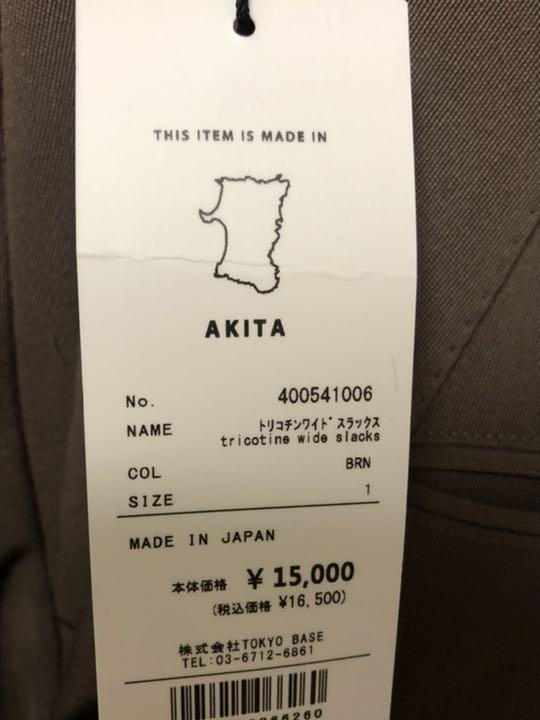 THIS ITEM IS MADE IN
AKITA
No. 400541006
NAME トリコチンワイドスラックス
tricotine wide slacks
COL BRN
SIZE 1
MADE IN JAPAN
本体価格 ¥ 15,000
(税込価格 ¥16,500)
株式会社TOKYO BASE
TEL:03-6712-6861